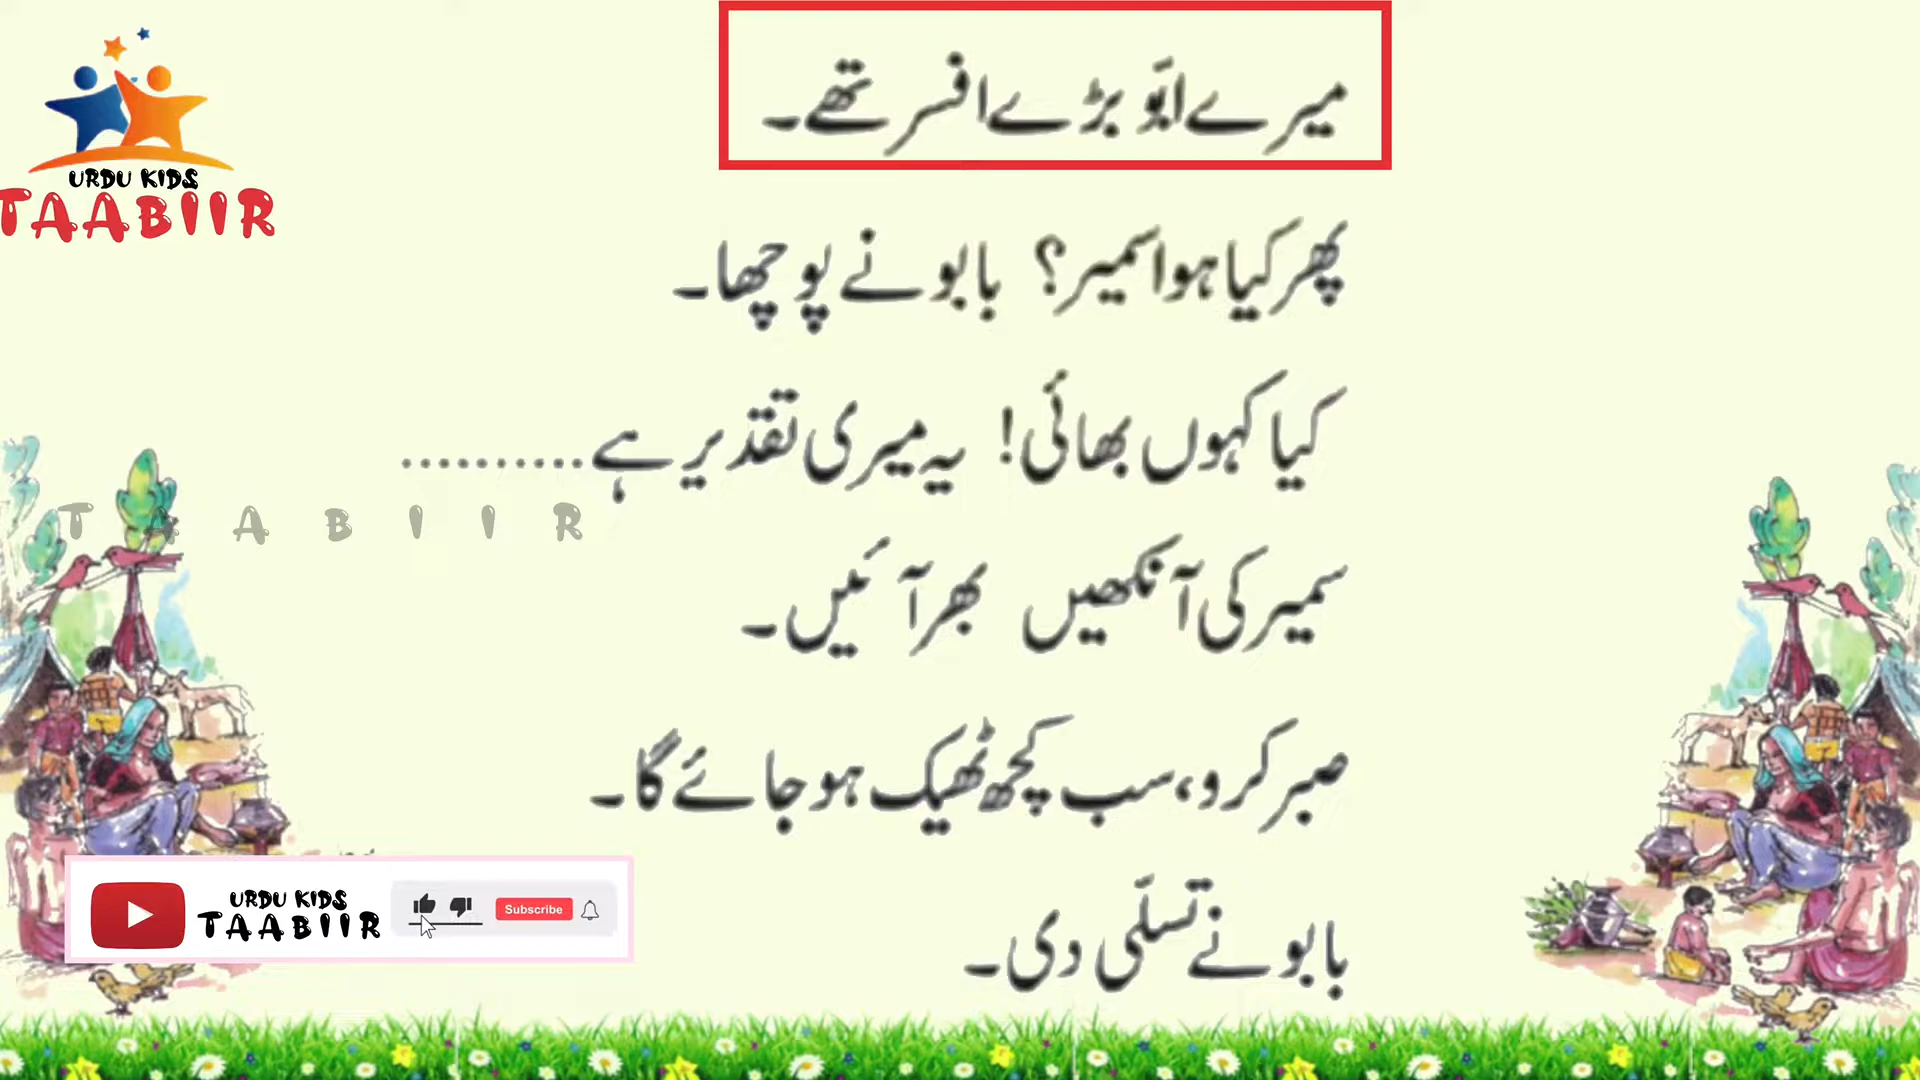 میرے ابّو بڑے افسر تھے۔
پھر کیا ہوا سمیر؟ بابو نے پوچھا۔
کیا کہوں بھائی! یہ میری تقدیر ہے..........
سمیر کی آنکھیں بھر آئیں۔
صبر کرو، سب کچھ ٹھیک ہو جائے گا۔
بابو نے تسلّی دی۔
URDU KIDS
TAABIIR
TAABIIR
URDU KIDS
TAABIIR
Subscribe